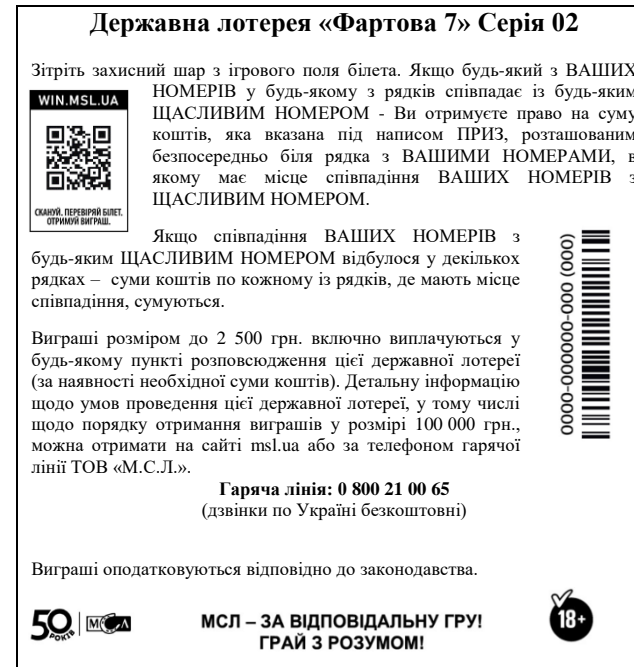 Державна лотерея «Фартова 7» Серія 02
Зітріть захисний шар з ігрового поля білета. Якщо будь-який з ВАШИХ
НОМЕРІВ у будь-якому з рядків співпадає із будь-яким
ЩАСЛИВИМ НОМЕРОМ - Ви отримуєте право на суму
коштів, яка вказана під написом ПРИЗ, розташованим
безпосередньо біля рядка з ВАШИМИ НОМЕРАМИ, в
якому має місце співпадіння ВАШИХ НОМЕРІВ з
ЩАСЛИВИМ НОМЕРОМ.
WIN.MSL.UA
СКАНУЙ. ПЕРЕВІРЯЙ БІЛЕТ.
ОТРИМУЙ ВИГРАШ.
Якщо співпадіння ВАШИХ НОМЕРІВ з
будь-яким ЩАСЛИВИМ НОМЕРОМ відбулося у декількох
рядках – суми коштів по кожному із рядків, де мають місце
співпадіння, сумуються.
0000-000000-000 (000)
Виграші розміром до 2 500 грн. включно виплачуються у
будь-якому пункті розповсюдження цієї державної лотереї
(за наявності необхідної суми коштів). Детальну інформацію
щодо умов проведення цієї державної лотереї, у тому числі
щодо порядку отримання виграшів у розмірі 100 000 грн.,
можна отримати на сайті msl.ua або за телефоном гарячої
лінії ТОВ «М.С.Л.».
Гаряча лінія: 0 800 21 00 65
(дзвінки по Україні безкоштовні)
Виграші оподатковуються відповідно до законодавства.
50 РОКІВ МСЛ
МСЛ – ЗА ВІДПОВІДАЛЬНУ ГРУ!
ГРАЙ З РОЗУМОМ!
18+